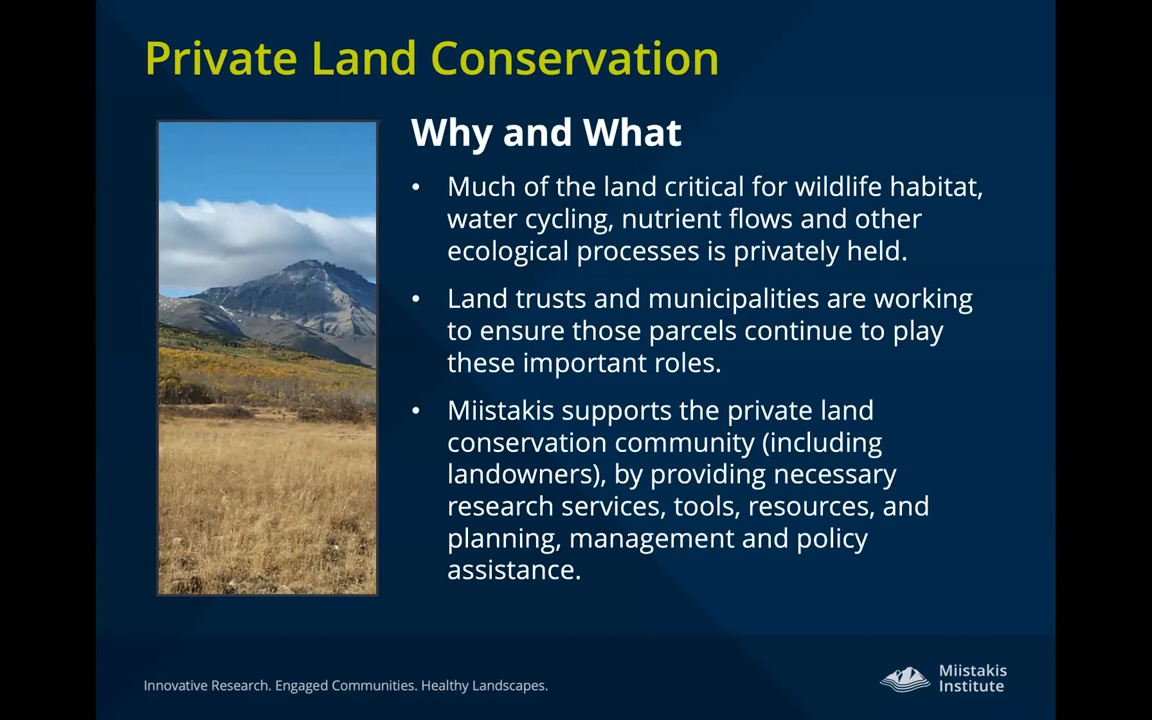 Private Land Conservation
Why and What
• Much of the land critical for wildlife habitat,
water cycling, nutrient flows and other
ecological processes is privately held.
• Land trusts and municipalities are working
to ensure those parcels continue to play
these important roles.
• Miistakis supports the private land
conservation community (including
landowners), by providing necessary
research services, tools, resources, and
planning, management and policy
assistance.
Innovative Research. Engaged Communities. Healthy Landscapes.
Miistakis
Institute